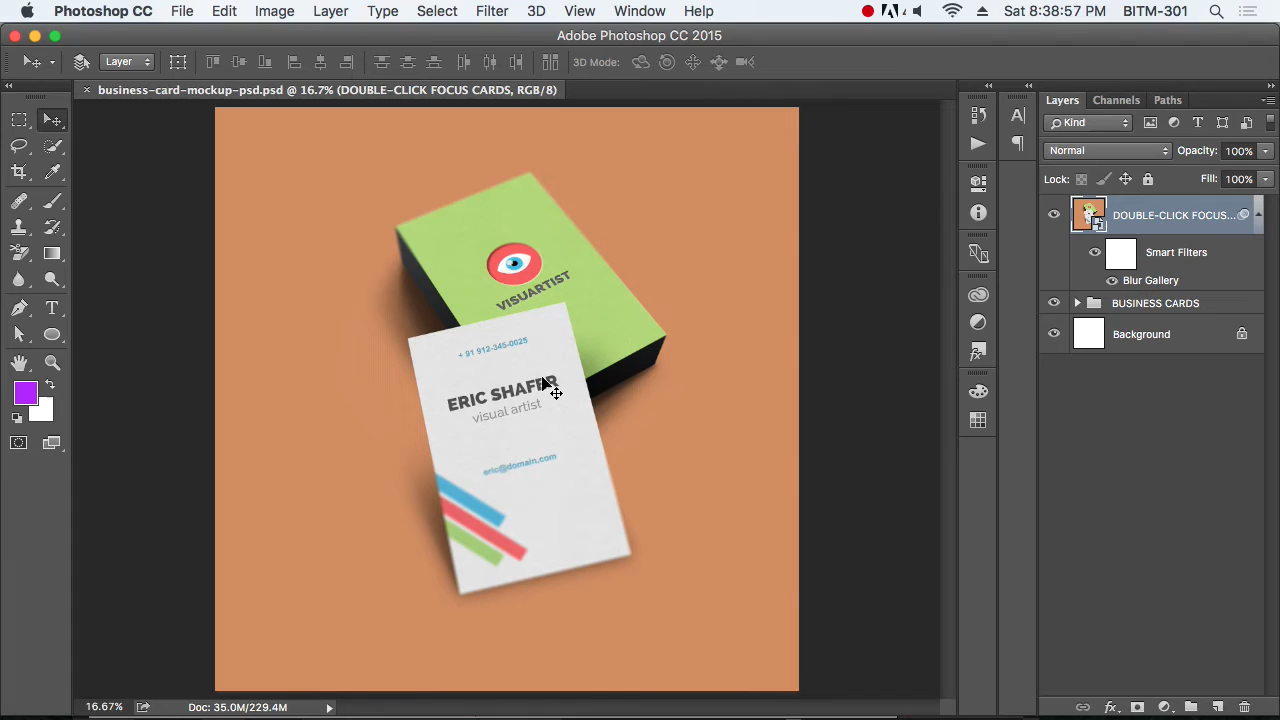 Photoshop CC File Edit Image Layer Type Select Filter 3D View Window Help 4 Sat 8:38:57 PM BITM-301
Adobe Photoshop CC 2015
Layer 3D Mode:
× business-card-mockup-psd.psd @ 16.7% (DOUBLE-CLICK FOCUS CARDS, RGB/8)
Layers Channels Paths
Kind
Normal Opacity: 100%
Lock: Fill: 100%
DOUBLE-CLICK FOCUS...
Smart Filters
Blur Gallery
BUSINESS CARDS
Background
VISUARTIST
+ 91 912-345-0025
ERIC SHAFER
visual artist
eric@domain.com
16.67% Doc: 35.0M/229.4M